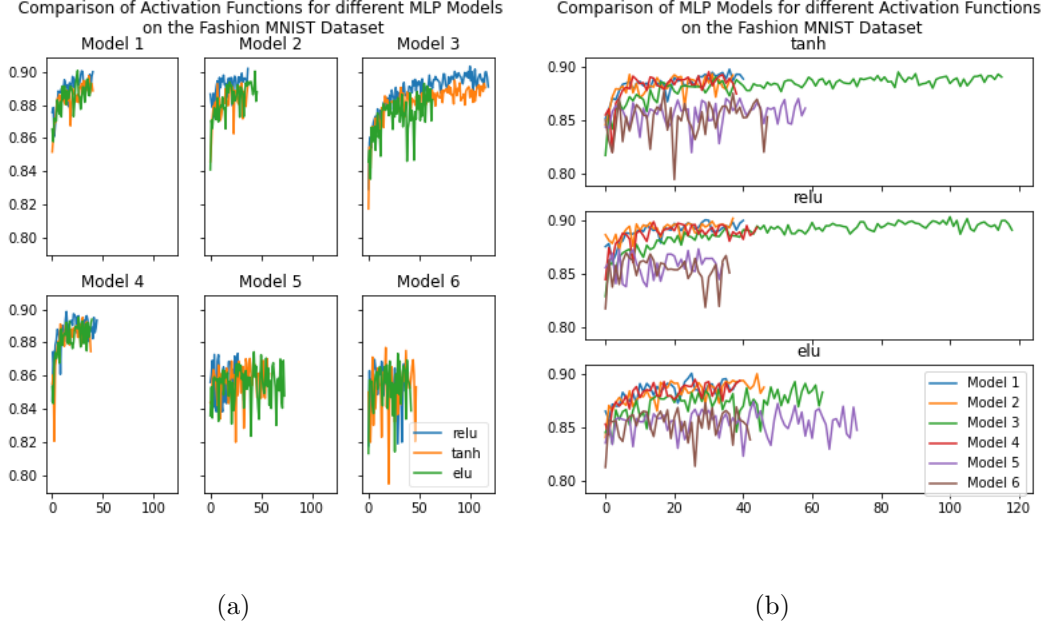 Comparison of Activation Functions for different MLP Models
on the Fashion MNIST Dataset
Model 1
Model 2
Model 3
0.90
0.88
0.86
0.84
0.82
0.80
Model 4
Model 5
Model 6
0.90
0.88
0.86
0.84
0.82
0.80
relu
tanh
elu
0
50
100
0
50
100
0
50
100
(a)
Comparison of MLP Models for different Activation Functions
on the Fashion MNIST Dataset
tanh
0.90
0.85
0.80
relu
0.90
0.85
0.80
elu
0.90
0.85
0.80
Model 1
Model 2
Model 3
Model 4
Model 5
Model 6
0
20
40
60
80
100
120
(b)